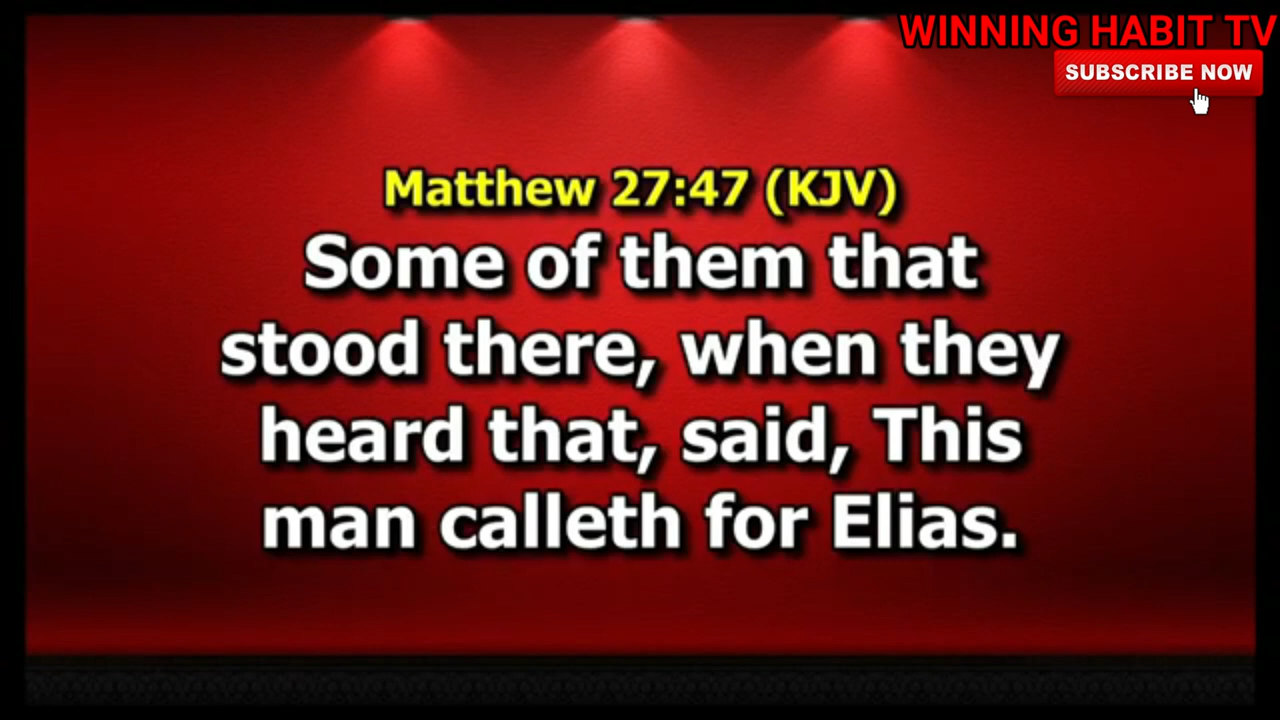 WINNING HABIT TV
SUBSCRIBE NOW
Matthew 27:47 (KJV)
Some of them that
stood there, when they
heard that, said, This
man calleth for Elias.